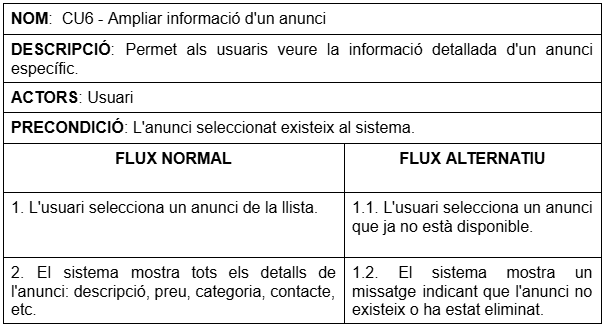 NOM: CU6 - Ampliar informació d'un anunci
DESCRIPCIÓ: Permet als usuaris veure la informació detallada d'un anunci
específic.
ACTORS: Usuari
PRECONDICIÓ: L'anunci seleccionat existeix al sistema.
FLUX NORMAL
FLUX ALTERNATIU
1. L'usuari selecciona un anunci de la llista.
1.1. L'usuari selecciona un anunci
que ja no està disponible.
2. El sistema mostra tots els detalls de
l'anunci: descripció, preu, categoria, contacte,
etc.
1.2. El sistema mostra un
missatge indicant que l'anunci no
existeix o ha estat eliminat.